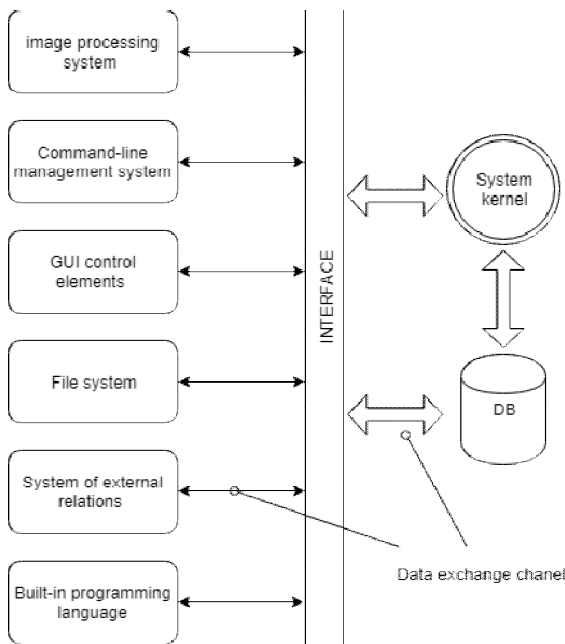 image processing
system
Command-line
management system
GUI control
elements
File system
System of external
relations
Built-in programming
language
INTERFACE
System
kernel
DB
Data exchange chanel